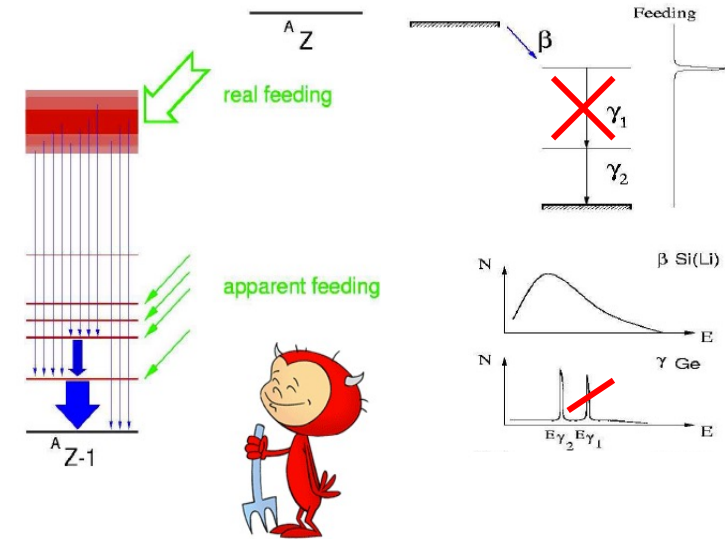 Feeding
A Z
β
real feeding
γ1
γ2
apparent feeding
N
β Si(Li)
E
N
γ Ge
E
Eγ2 Eγ1
A Z-1